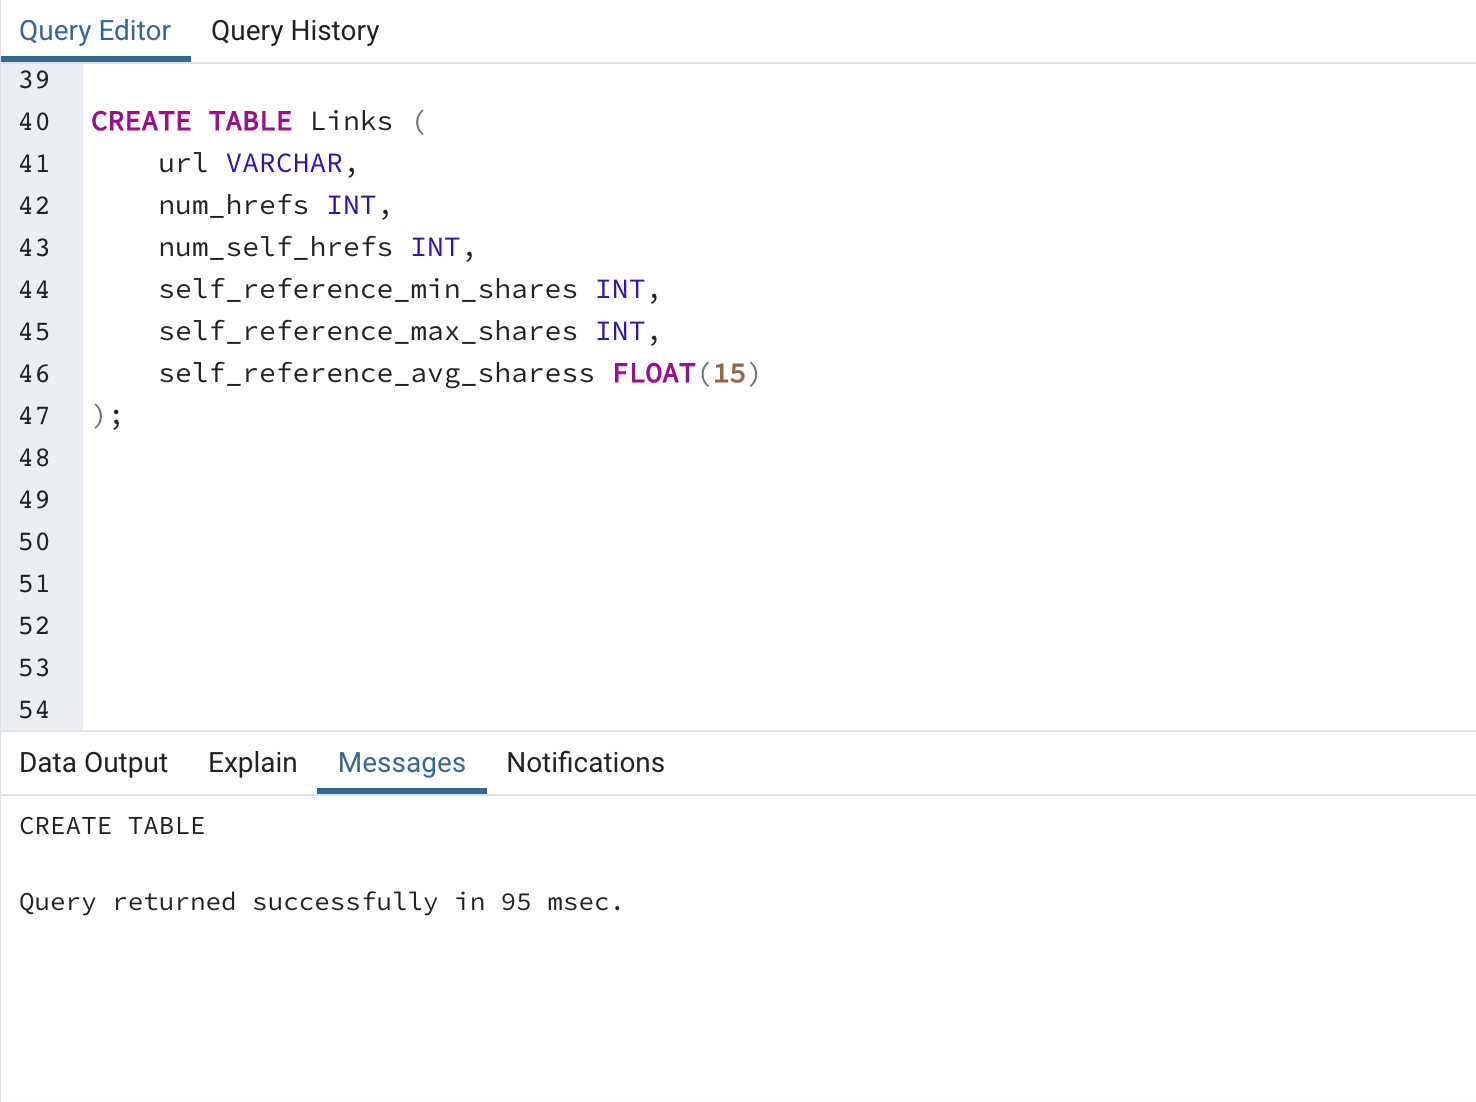 Query Editor Query History
39
40 CREATE TABLE Links (
41 url VARCHAR,
42 num_hrefs INT,
43 num_self_hrefs INT,
44 self_reference_min_shares INT,
45 self_reference_max_shares INT,
46 self_reference_avg_sharess FLOAT(15)
47 );
48
49
50
51
52
53
54
Data Output Explain Messages Notifications
CREATE TABLE
Query returned successfully in 95 msec.